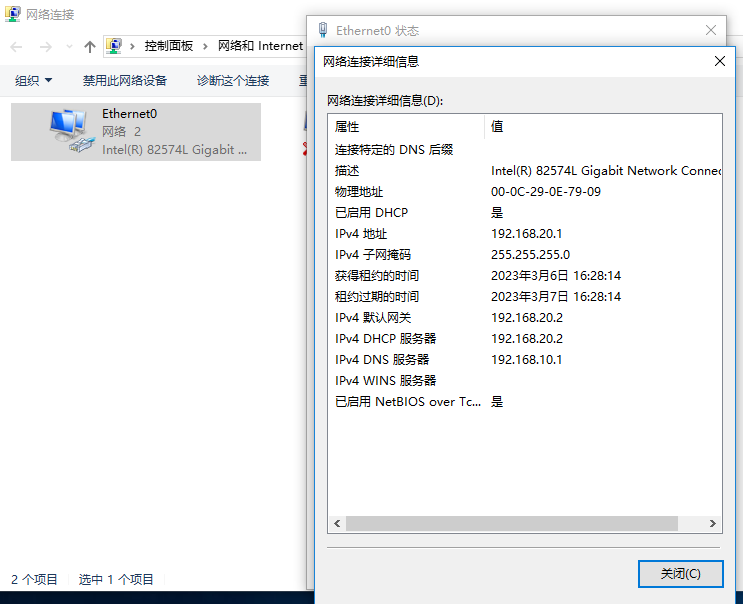 网络连接
控制面板 › 网络和 Internet
组织 禁用此网络设备 诊断这个连接
Ethernet0
网络 2
Intel(R) 82574L Gigabit ...
2 个项目 选中 1 个项目
Ethernet0 状态
网络连接详细信息
网络连接详细信息(D):
属性 值
连接特定的 DNS 后缀
描述 Intel(R) 82574L Gigabit Network Connec
物理地址 00-0C-29-0E-79-09
已启用 DHCP 是
IPv4 地址 192.168.20.1
IPv4 子网掩码 255.255.255.0
获得租约的时间 2023年3月6日 16:28:14
租约过期的时间 2023年3月7日 16:28:14
IPv4 默认网关 192.168.20.2
IPv4 DHCP 服务器 192.168.20.2
IPv4 DNS 服务器 192.168.10.1
IPv4 WINS 服务器
已启用 NetBIOS over Tc... 是
关闭(C)